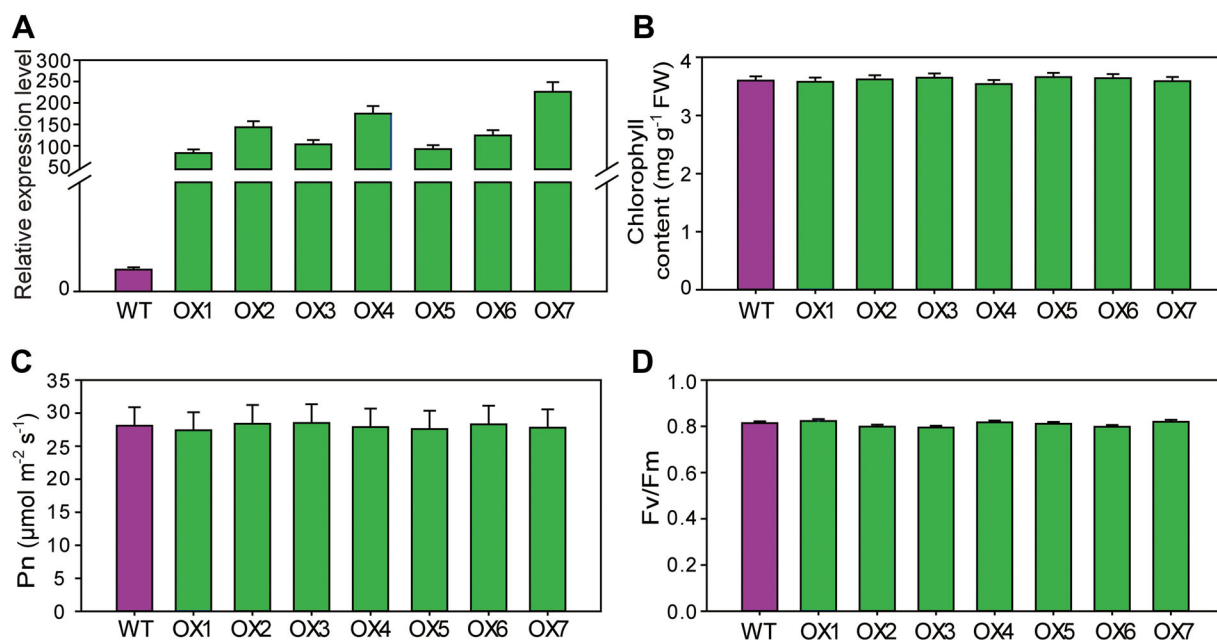 A
Relative expression level
300
250
200
150
100
50
0
WT OX1 OX2 OX3 OX4 OX5 OX6 OX7
B
Chlorophyll
content (mg g⁻¹ FW)
4
3
2
1
0
WT OX1 OX2 OX3 OX4 OX5 OX6 OX7
C
Pn (μmol m⁻² s⁻¹)
35
30
25
20
15
10
5
0
WT OX1 OX2 OX3 OX4 OX5 OX6 OX7
D
Fv/Fm
1.0
0.8
0.6
0.4
0.2
0.0
WT OX1 OX2 OX3 OX4 OX5 OX6 OX7